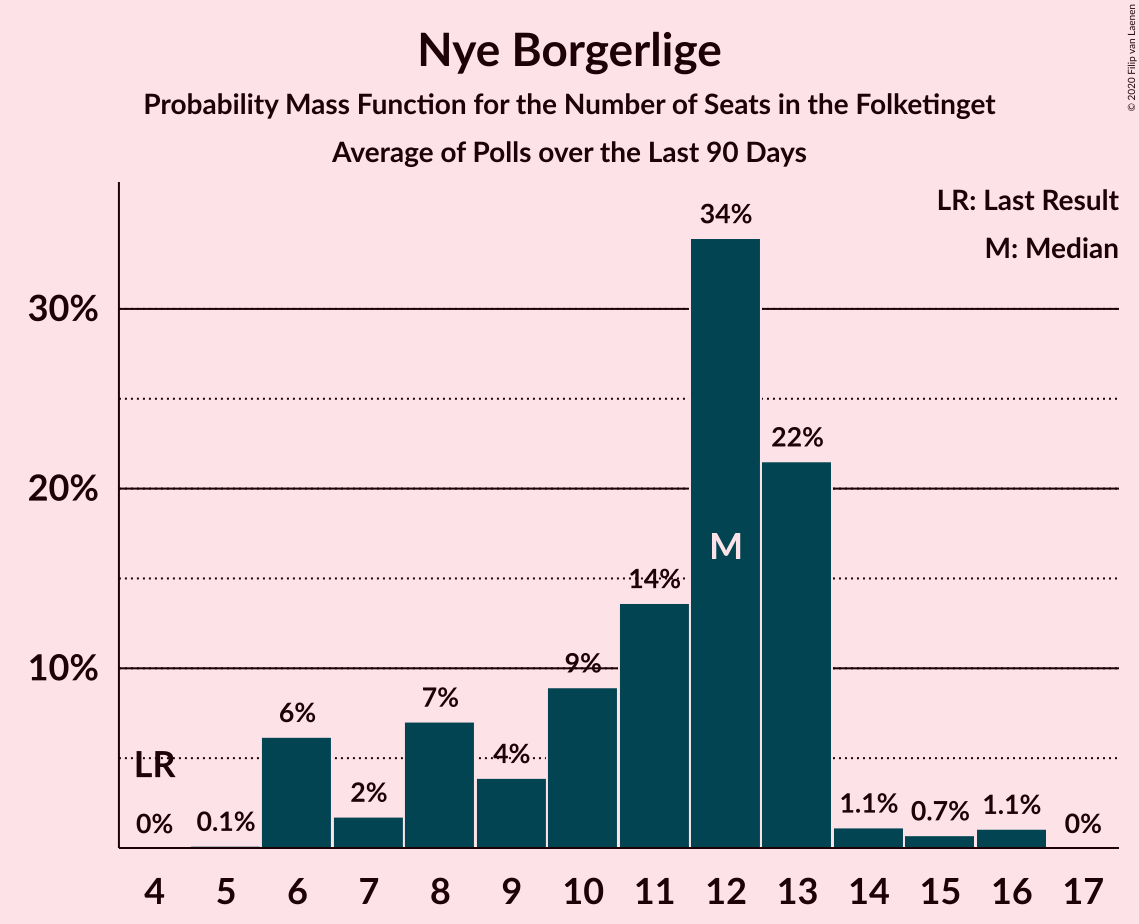 Nye Borgerlige
Probability Mass Function for the Number of Seats in the Folketinget
Average of Polls over the Last 90 Days
© 2020 Filip van Laenen
LR: Last Result
M: Median
34%
30%
22%
20%
M
14%
10%
9%
7%
6%
4%
LR
2%
1.1%
0.7%
1.1%
0%
0.1%
0%
4 5 6 7 8 9 10 11 12 13 14 15 16 17